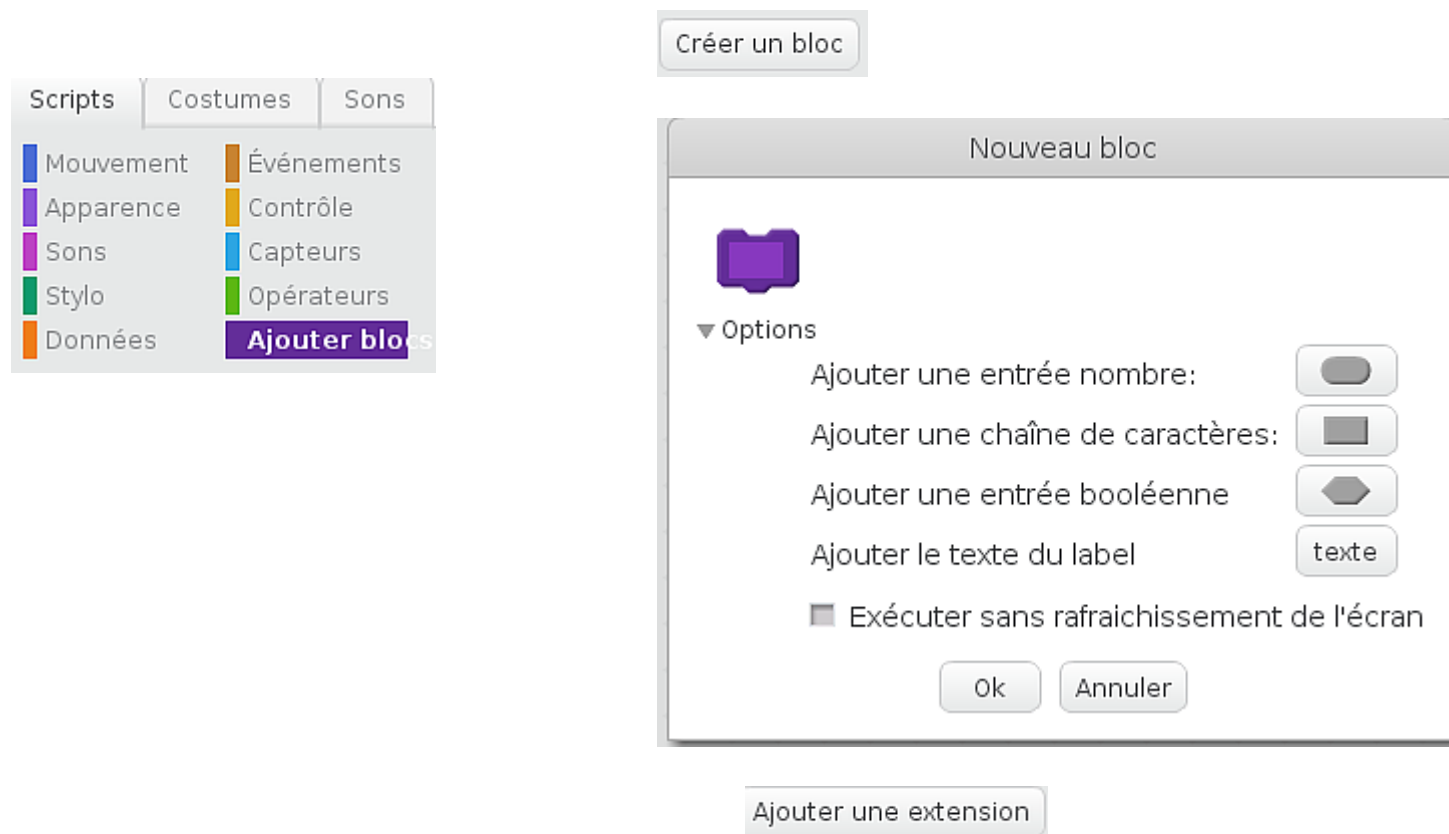 Créer un bloc
Scripts Costumes Sons
Mouvement Événements
Apparence Contrôle
Sons Capteurs
Stylo Opérateurs
Données Ajouter blocs
Nouveau bloc
Options
Ajouter une entrée nombre:
Ajouter une chaîne de caractères:
Ajouter une entrée booléenne
Ajouter le texte du label texte
Exécuter sans rafraichissement de l'écran
Ok Annuler
Ajouter une extension